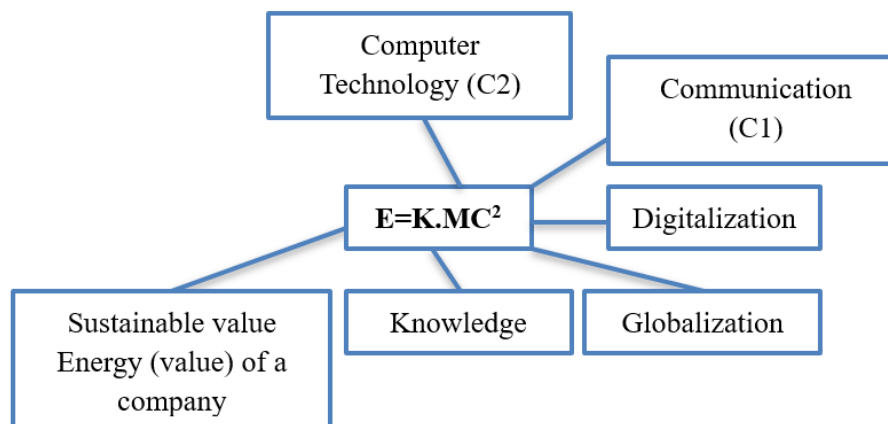 Computer
Technology (C2)
Communication
(C1)
E=K.MC²
Digitalization
Sustainable value
Energy (value) of a
company
Knowledge
Globalization